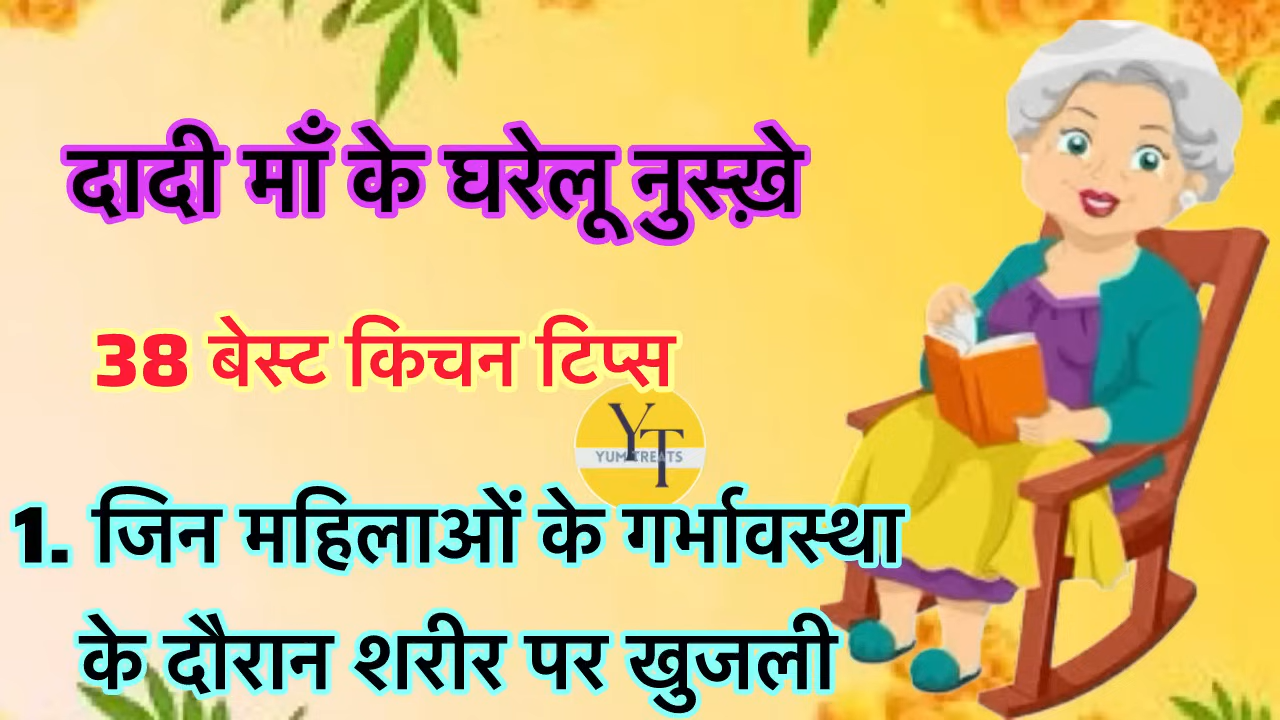 दादी माँ के घरेलू नुस्ख़े
38 बेस्ट किचन टिप्स
YT
YUM TREATS
1. जिन महिलाओं के गर्भावस्था
के दौरान शरीर पर खुजली